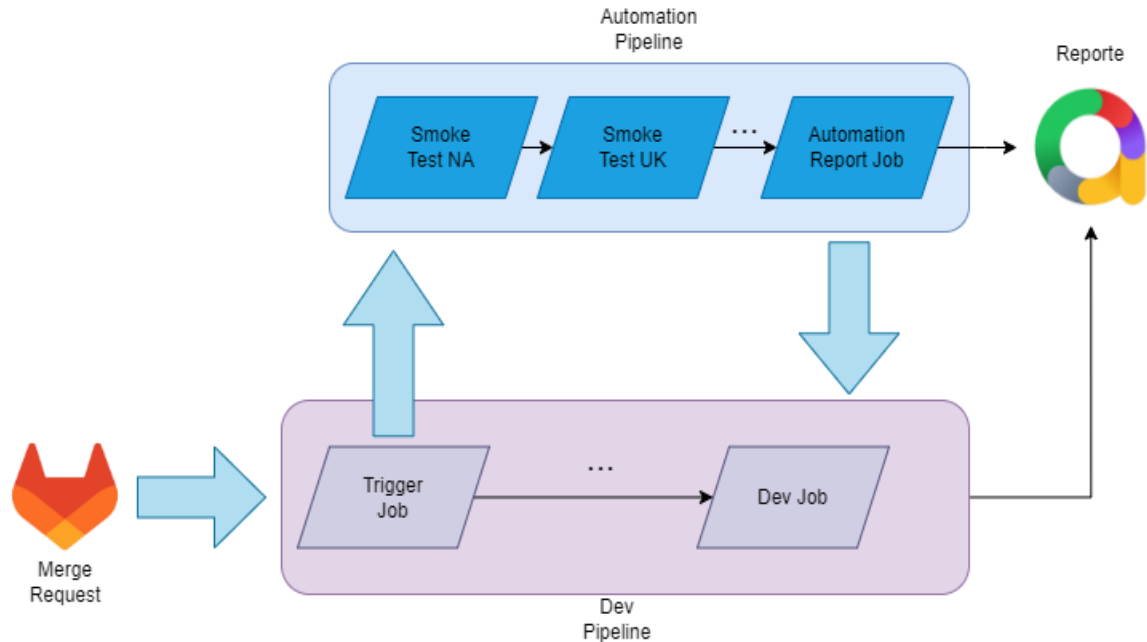 Automation
Pipeline
Reporte
Smoke
Test NA
Smoke
Test UK
...
Automation
Report Job
Trigger
Job
...
Dev Job
Merge
Request
Dev
Pipeline